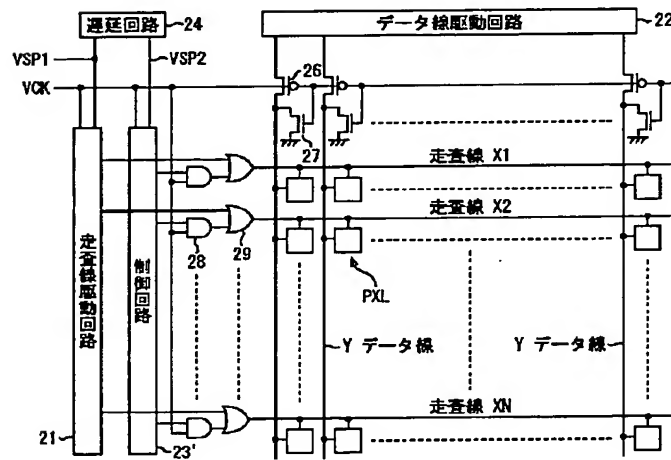 遅延回路
24
データ線駆動回路
22
VSP1
VSP2
VCK
26
27
走査線 X1
走査線 X2
28
29
PXL
走査線駆動回路
制御回路
Y データ線
Y データ線
走査線 XN
21
23'